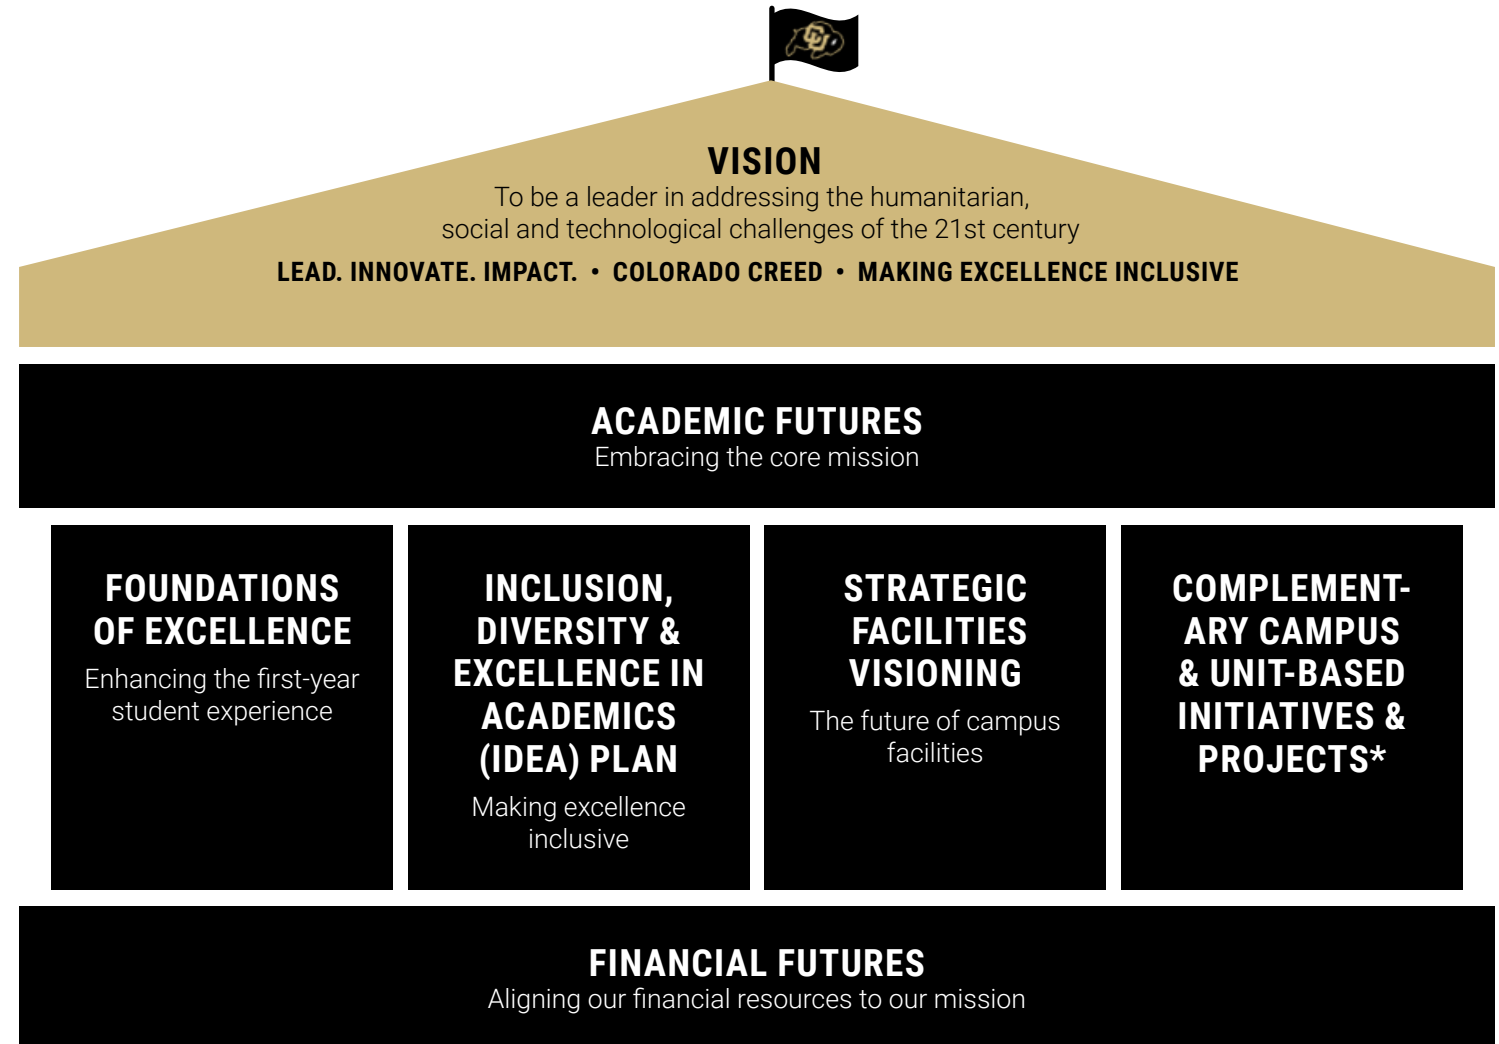 CU
VISION
To be a leader in addressing the humanitarian,
social and technological challenges of the 21st century
LEAD. INNOVATE. IMPACT. • COLORADO CREED • MAKING EXCELLENCE INCLUSIVE
ACADEMIC FUTURES
Embracing the core mission
FOUNDATIONS
OF EXCELLENCE
Enhancing the first-year
student experience
INCLUSION,
DIVERSITY &
EXCELLENCE IN
ACADEMICS
(IDEA) PLAN
Making excellence
inclusive
STRATEGIC
FACILITIES
VISIONING
The future of campus
facilities
COMPLEMENT-
ARY CAMPUS
& UNIT-BASED
INITIATIVES &
PROJECTS*
FINANCIAL FUTURES
Aligning our financial resources to our mission